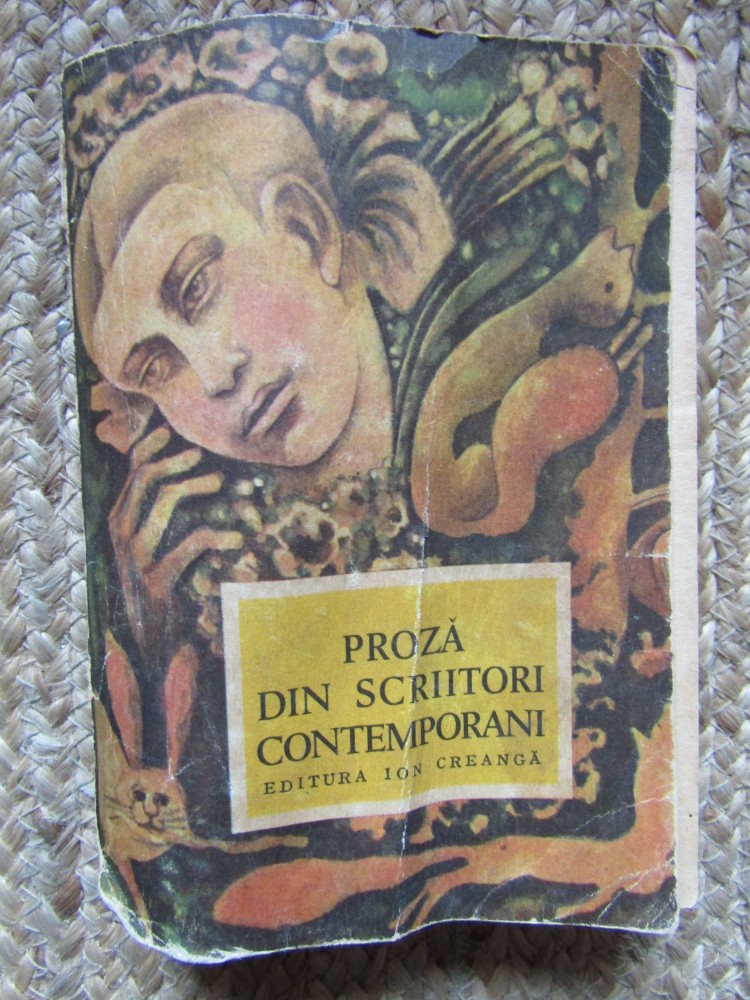 PROZĂ
DIN SCRIITORI
CONTEMPORANI
EDITURA ION CREANGĂ